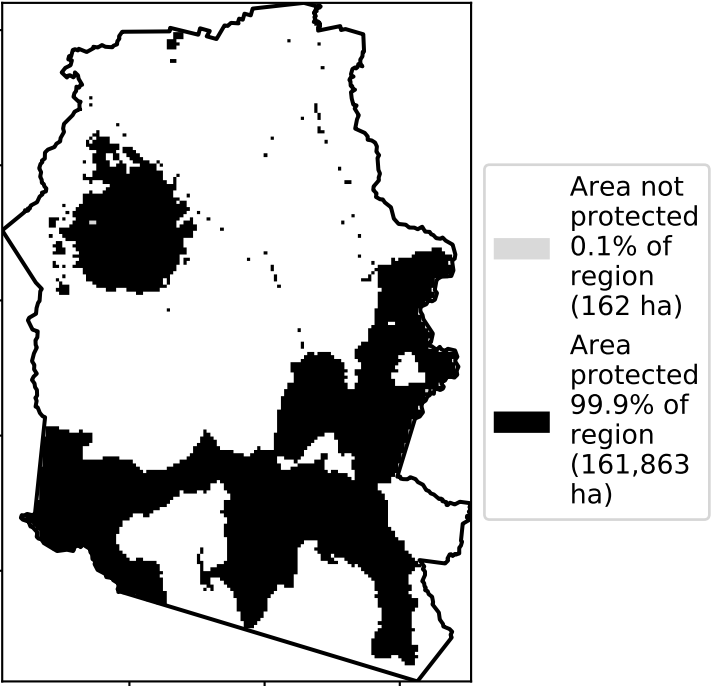 Area not
protected
0.1% of
region
(162 ha)
Area
protected
99.9% of
region
(161,863
ha)